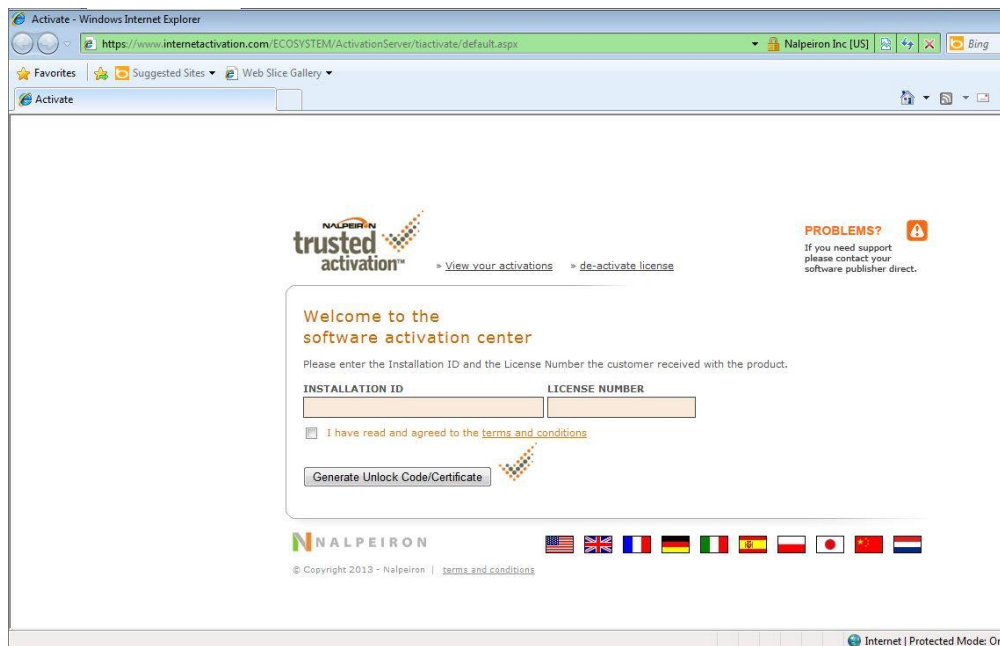 Activate - Windows Internet Explorer
https://www.internetactivation.com/ECOSYSTEM/ActivationServer/tiactivate/default.aspx
Nalpeiron Inc [US]
Bing
Favorites
Suggested Sites
Web Slice Gallery
Activate
NALPEIRON
trusted
activation™
» View your activations
» de-activate license
PROBLEMS?
If you need support
please contact your
software publisher direct.
Welcome to the
software activation center
Please enter the Installation ID and the License Number the customer received with the product.
INSTALLATION ID
LICENSE NUMBER
I have read and agreed to the terms and conditions
Generate Unlock Code/Certificate
NALPEIRON
© Copyright 2013 - Nalpeiron | terms and conditions
Internet | Protected Mode: Or